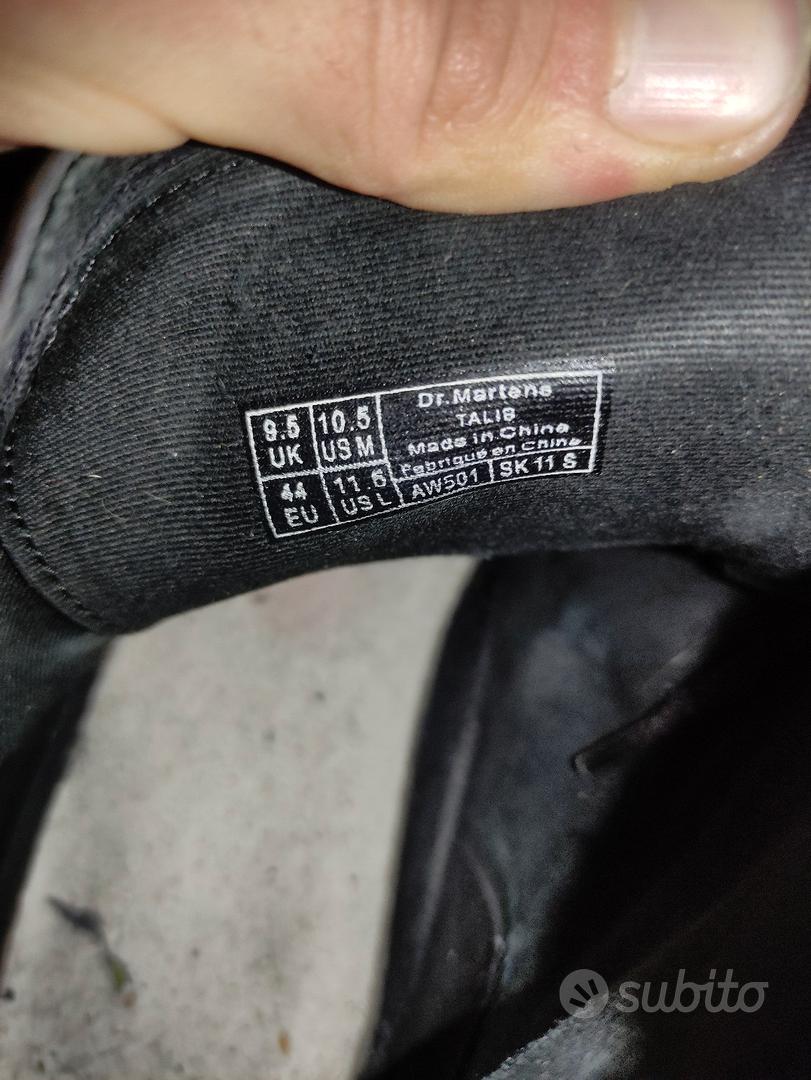 9.5 UK
10.5 US M
44 EU
11.5 US L
Dr.Martens
TALIB
Made in China
Fabriqué en Chine
AW501
SK 11 S
subito